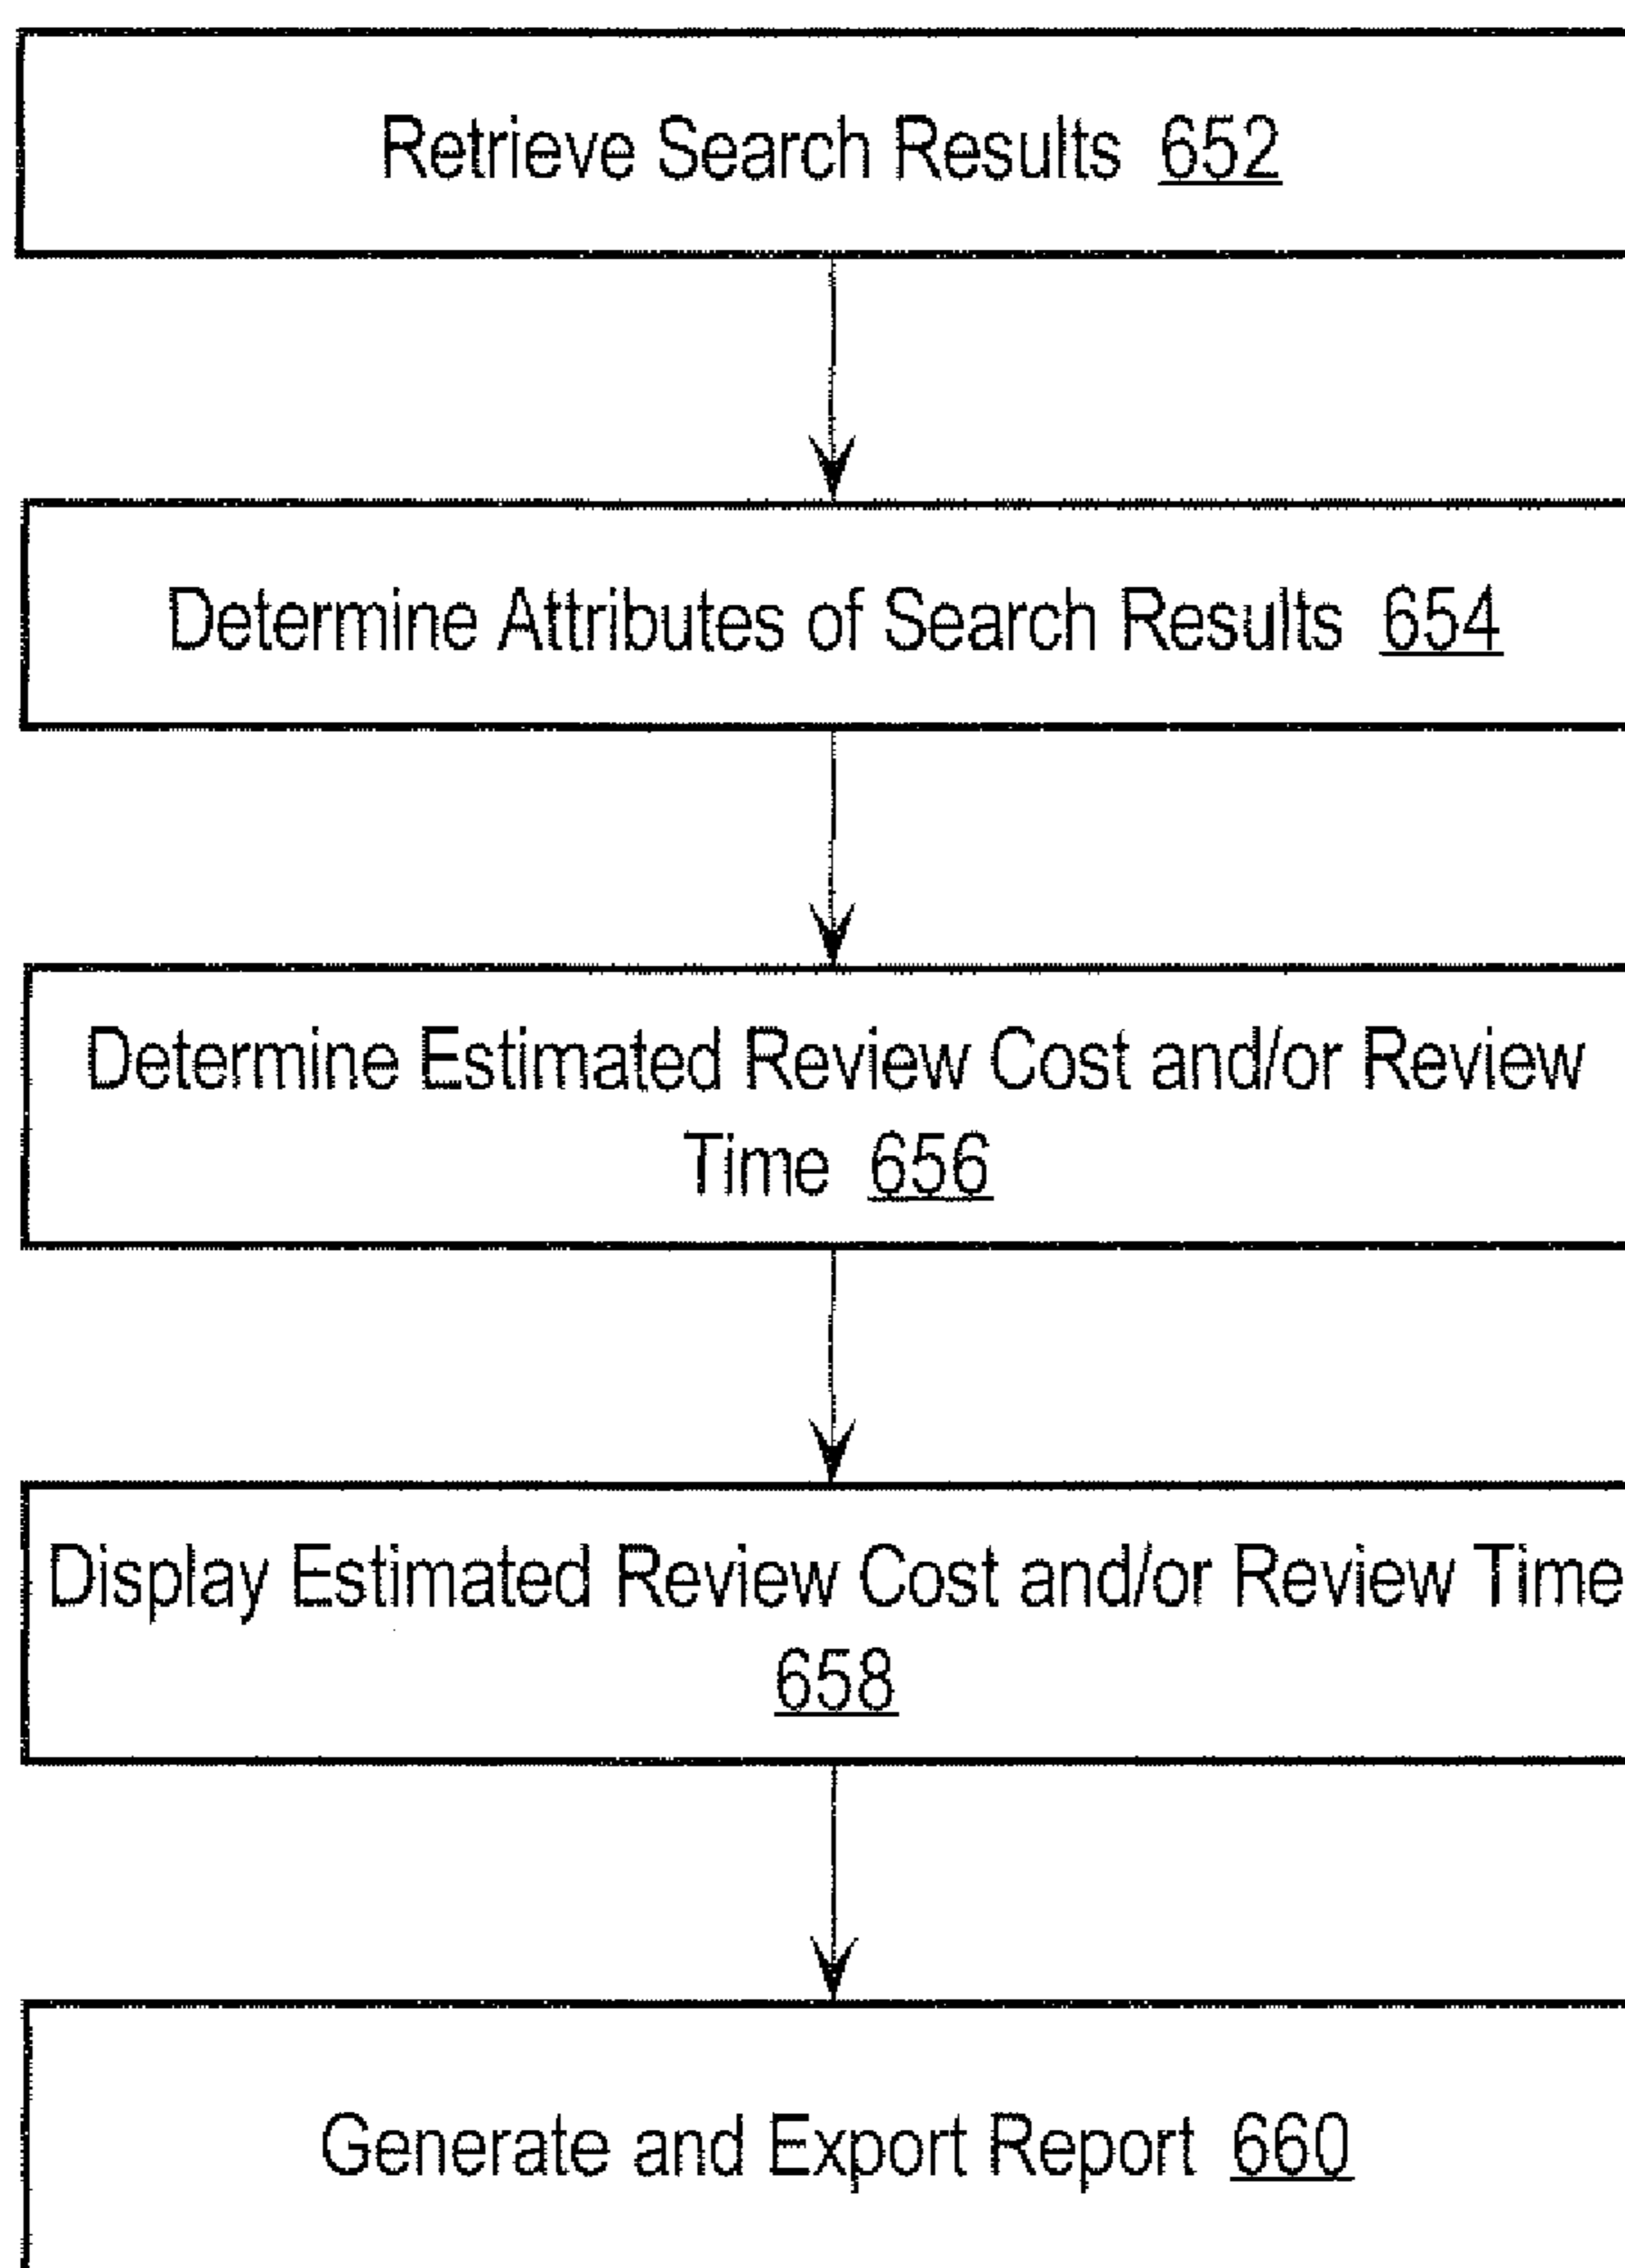 Retrieve Search Results 652
Determine Attributes of Search Results 654
Determine Estimated Review Cost and/or Review
Time 656
Display Estimated Review Cost and/or Review Time
658
Generate and Export Report 660